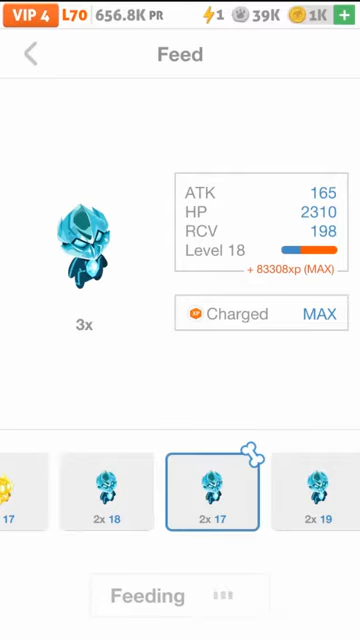 VIP 4 L70 656.8K PR 1 39K 1K +
Feed
ATK 165
HP 2310
RCV 198
Level 18
+ 83308xp (MAX)
3x
XP Charged MAX
17 2x 18 2x 17 2x 19
Feeding